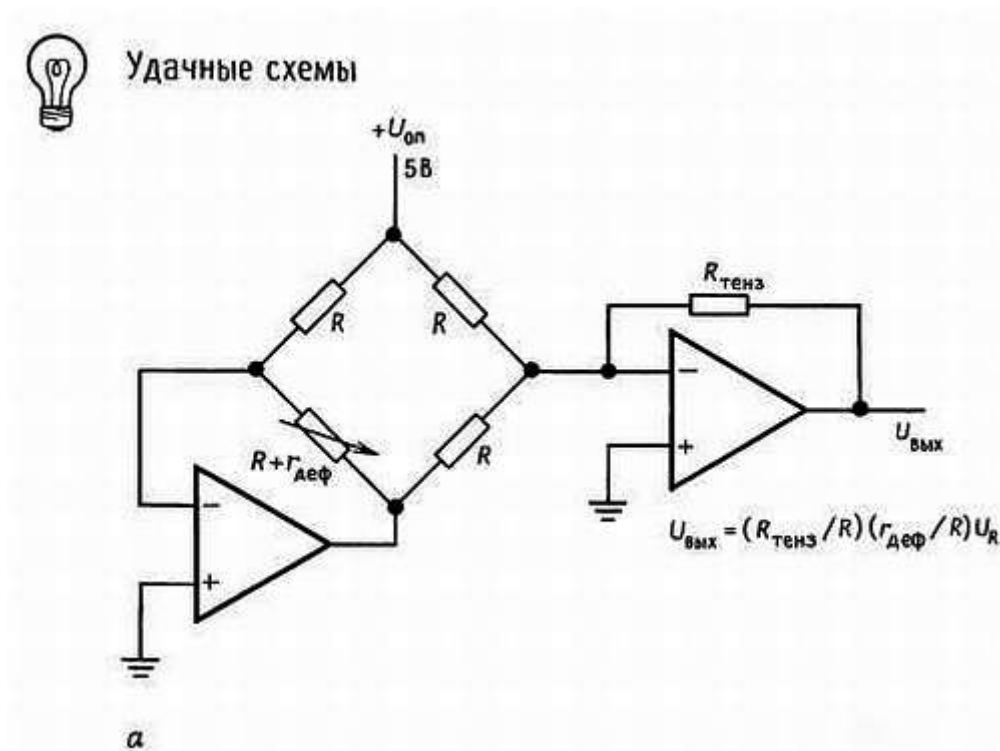 Удачные схемы
+Uоп
5В
R
R
R+rдеф
R
−
+
Rтенз
−
+
Uвых
Uвых = (Rтенз/R)(rдеф/R)UR
а